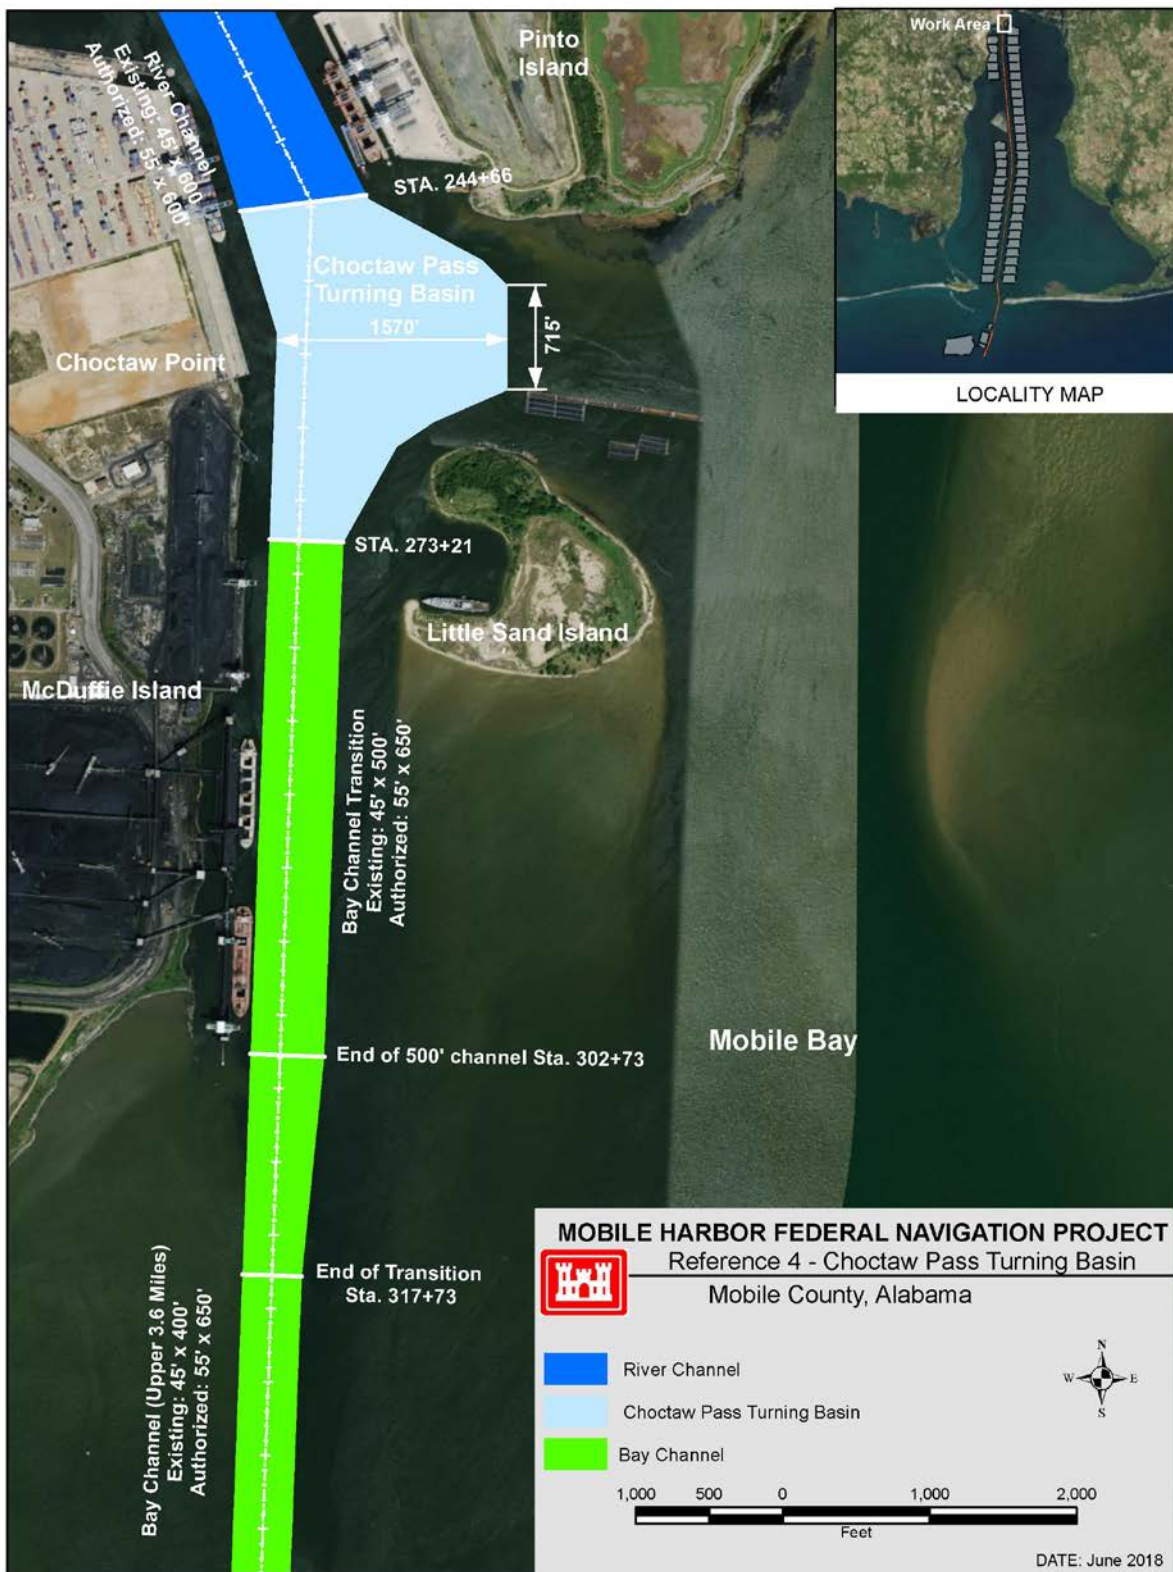 Work Area
Pinto
Island
River Channel
Existing: 45' x 600'
Authorized: 55' x 600'
STA. 244+66
Choctaw Pass
Turning Basin
1570'
715'
Choctaw Point
LOCALITY MAP
STA. 273+21
Little Sand Island
McDuffie Island
Bay Channel Transition
Existing: 45' x 500'
Authorized: 55' x 650'
Mobile Bay
End of 500' channel Sta. 302+73
End of Transition
Sta. 317+73
Bay Channel (Upper 3.6 Miles)
Existing: 45' x 400'
Authorized: 55' x 650'
MOBILE HARBOR FEDERAL NAVIGATION PROJECT
Reference 4 - Choctaw Pass Turning Basin
Mobile County, Alabama
River Channel
Choctaw Pass Turning Basin
Bay Channel
N
W E
S
1,000 500 0 1,000 2,000
Feet
DATE: June 2018